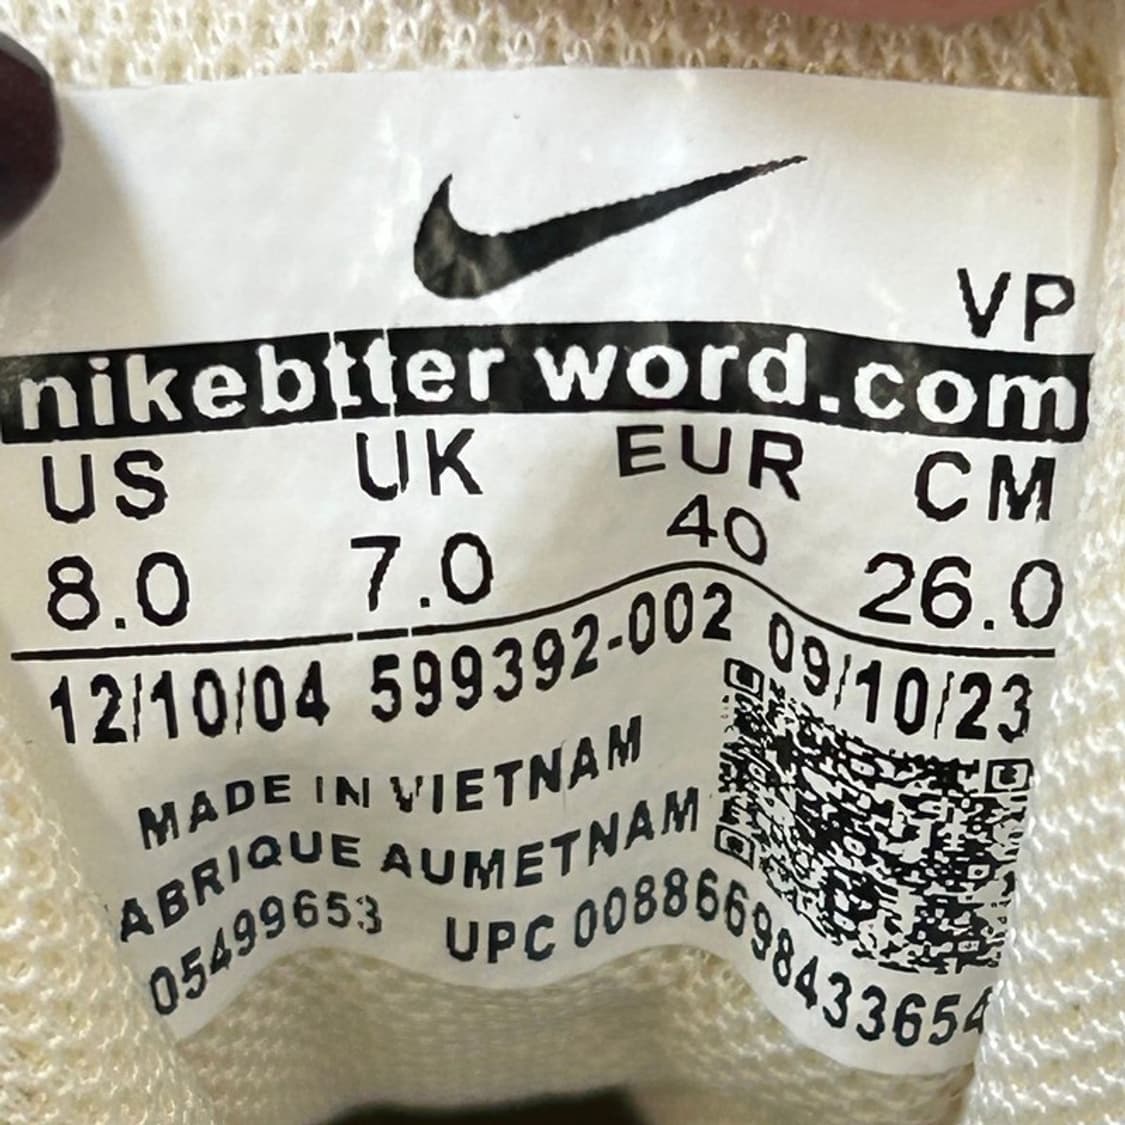 VP
nikebtter word.com
US UK EUR CM
8.0 7.0 40 26.0
12/10/04 599392-002 09/10/23
MADE IN VIETNAM
ABRIQUE AUMETNAM
05499653 UPC 00886698433654